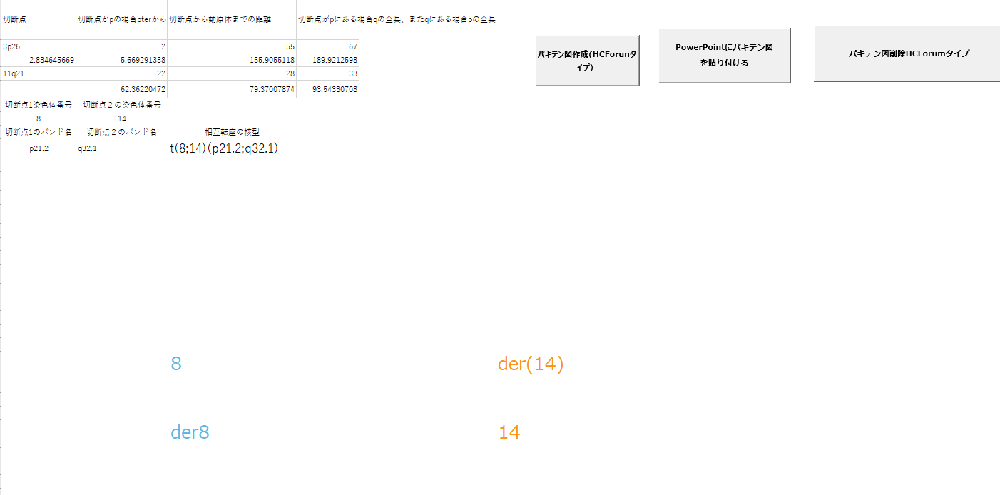 切断点 切断点がpの場合pterから 切断点から動原体までの距離 切断点がpにある場合qの全長、またqにある場合pの全長
3p26 2 55 67
2.834645669 5.669291338 155.9055118 189.9212598
11q21 22 28 33
62.36220472 79.37007874 93.54330708
パキテン図作成(HCForunタ
イプ)
PowerPointにパキテン図
を貼り付ける
パキテン図削除HCForumタイプ
切断点1染色体番号 切断点２の染色体番号
8 14
切断点1のバンド名 切断点２のバンド名 相互転座の核型
p21.2 q32.1 t(8;14)(p21.2;q32.1)
8 der(14)
der8 14